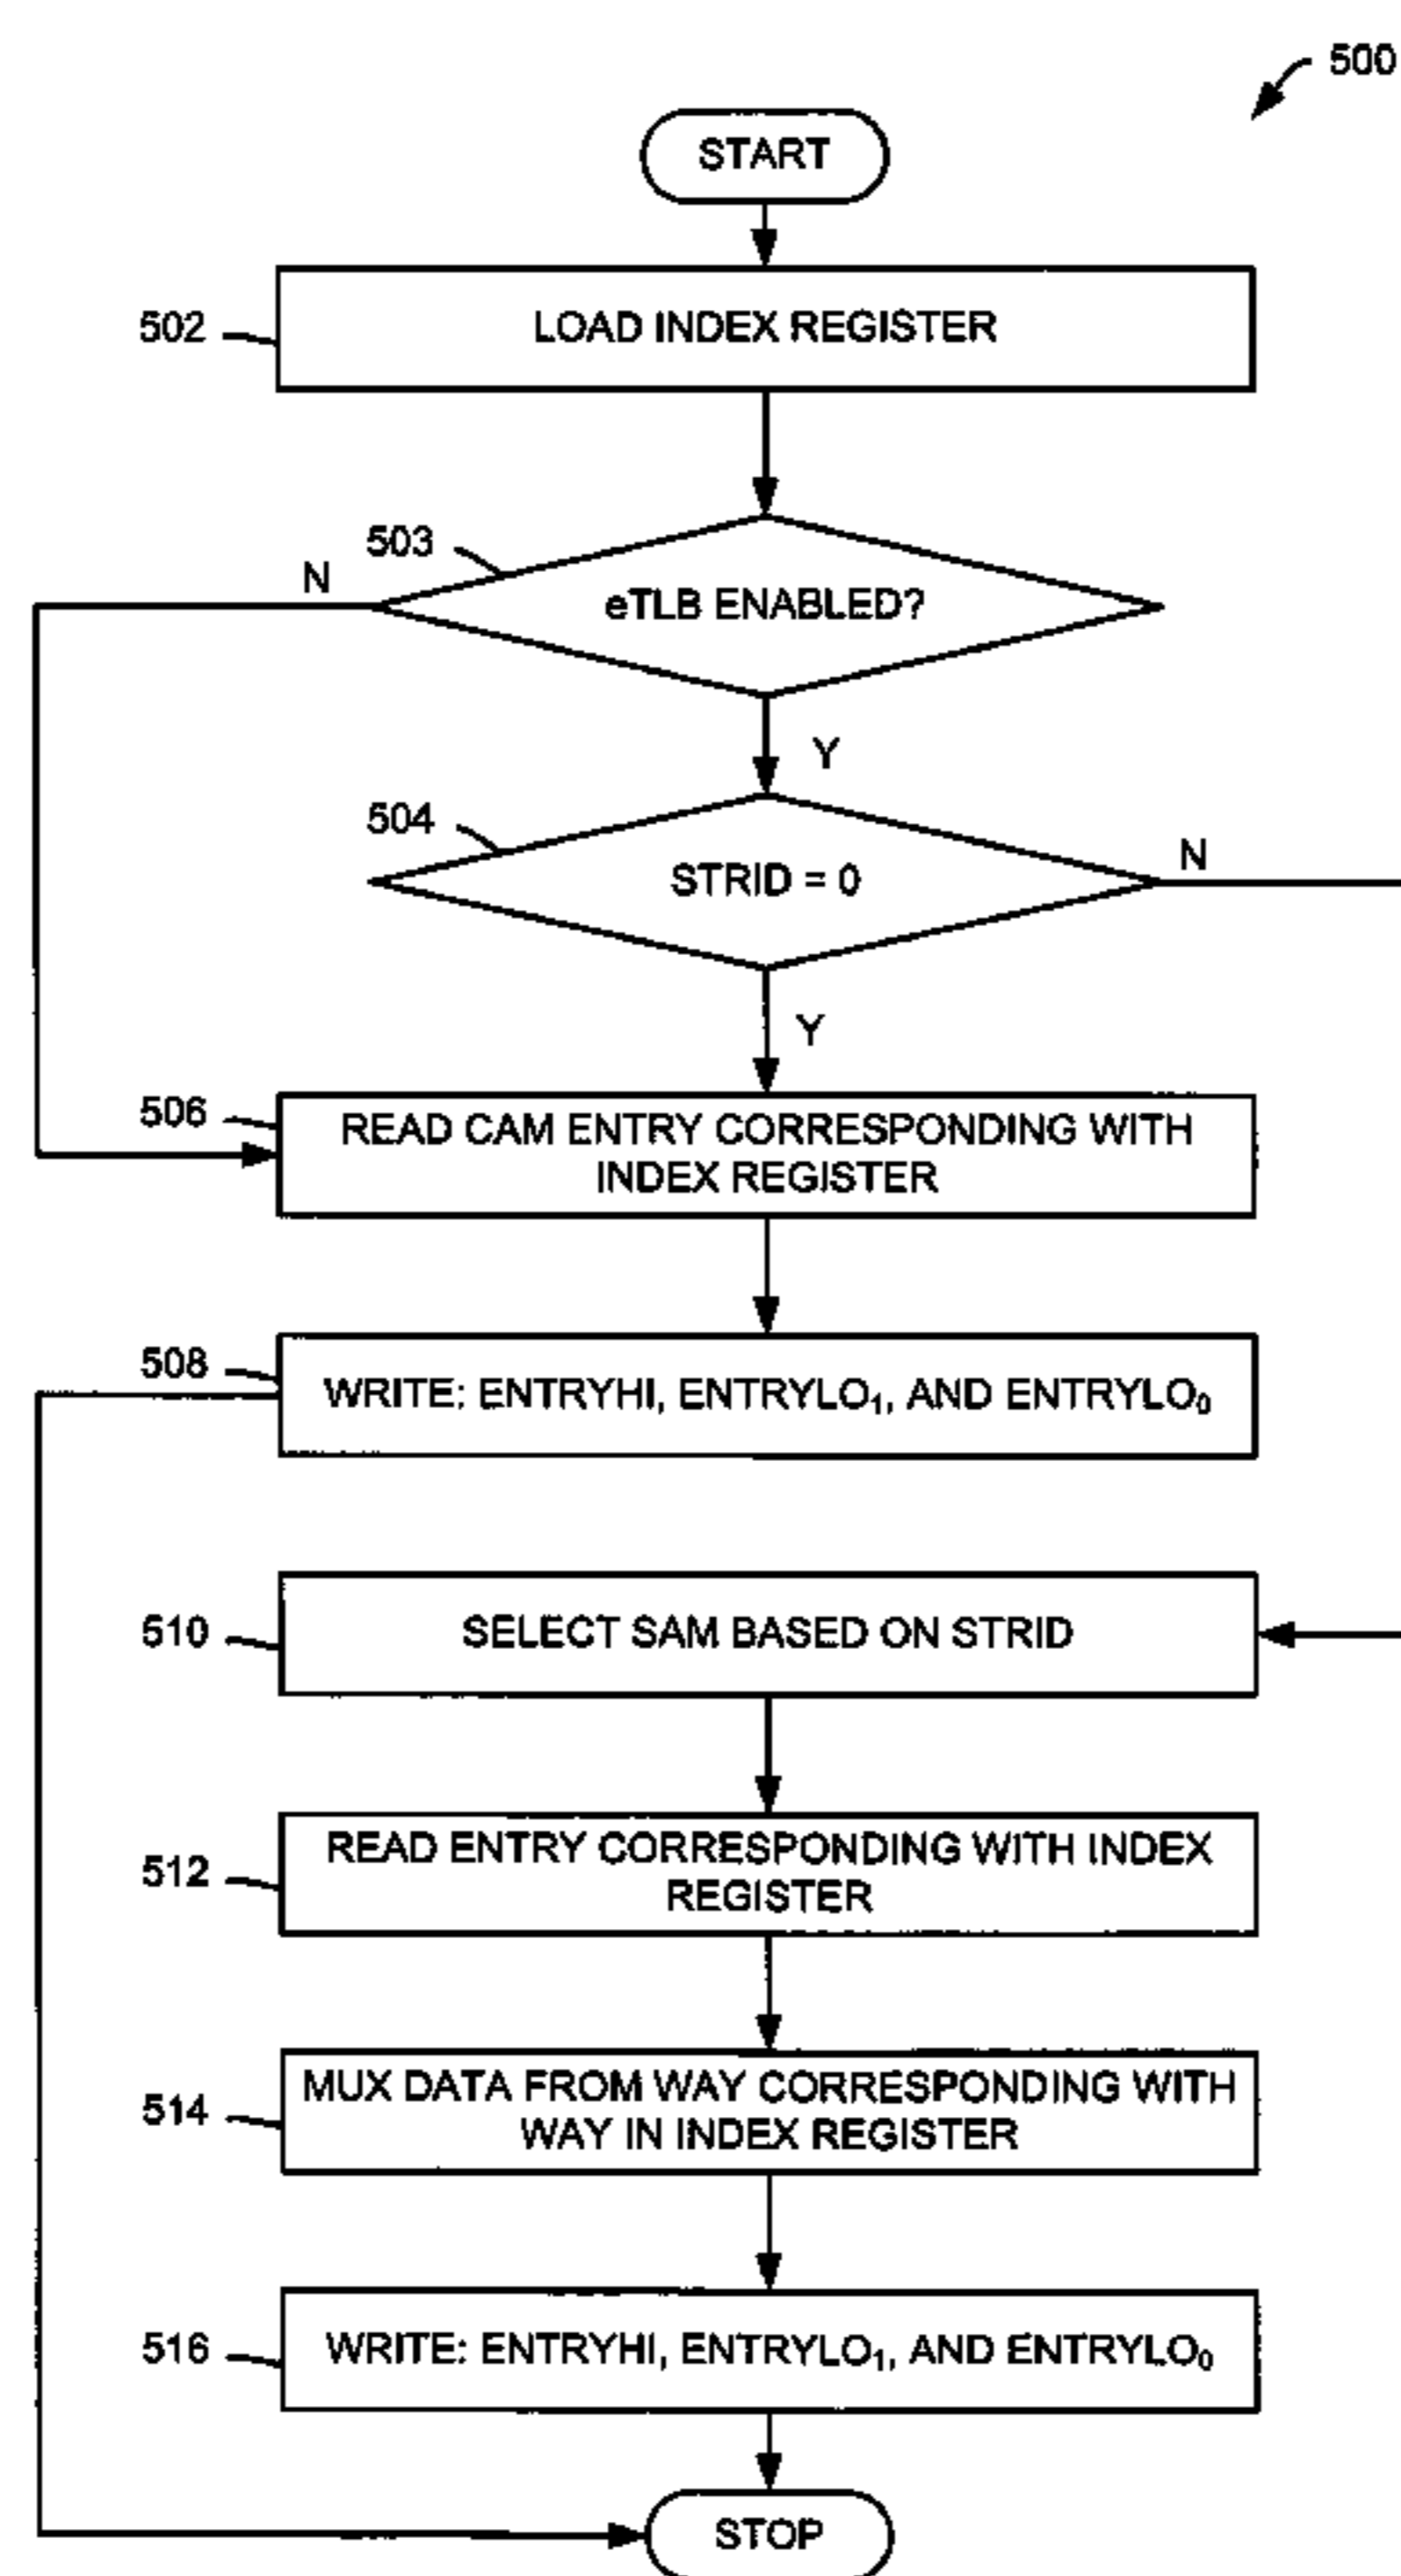 500
START
502
LOAD INDEX REGISTER
503
N
eTLB ENABLED?
Y
504
N
STRID = 0
Y
506
READ CAM ENTRY CORRESPONDING WITH
INDEX REGISTER
508
WRITE: ENTRYHI, ENTRYLO₁, AND ENTRYLO₀
510
SELECT SAM BASED ON STRID
512
READ ENTRY CORRESPONDING WITH INDEX
REGISTER
514
MUX DATA FROM WAY CORRESPONDING WITH
WAY IN INDEX REGISTER
516
WRITE: ENTRYHI, ENTRYLO₁, AND ENTRYLO₀
STOP